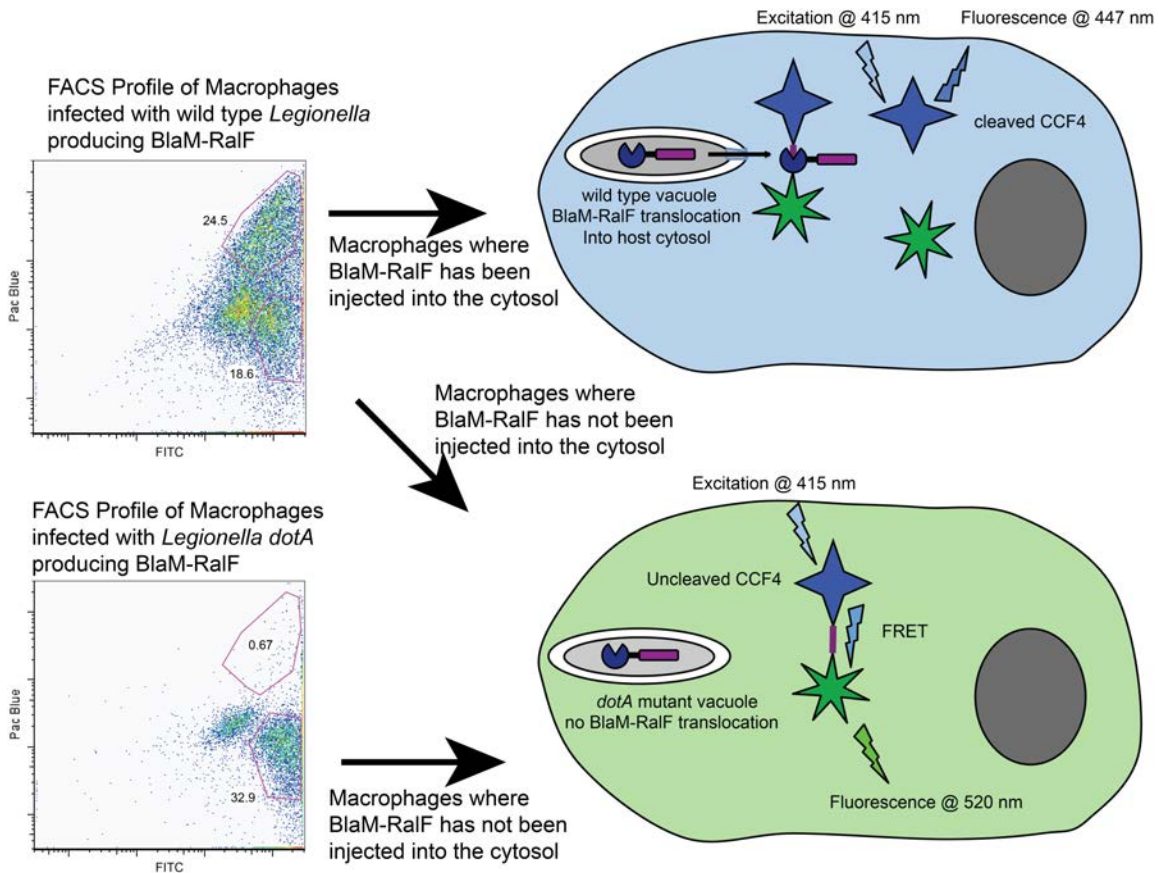 FACS Profile of Macrophages
infected with wild type Legionella
producing BlaM-RalF
24.5
18.6
Pac Blue
FITC
Macrophages where
BlaM-RalF has been
injected into the cytosol
Excitation @ 415 nm
Fluorescence @ 447 nm
cleaved CCF4
wild type vacuole
BlaM-RalF translocation
Into host cytosol
Macrophages where
BlaM-RalF has not been
injected into the cytosol
FACS Profile of Macrophages
infected with Legionella dotA
producing BlaM-RalF
0.67
32.9
Pac Blue
FITC
Macrophages where
BlaM-RalF has not been
injected into the cytosol
Excitation @ 415 nm
Uncleaved CCF4
FRET
dotA mutant vacuole
no BlaM-RalF translocation
Fluorescence @ 520 nm